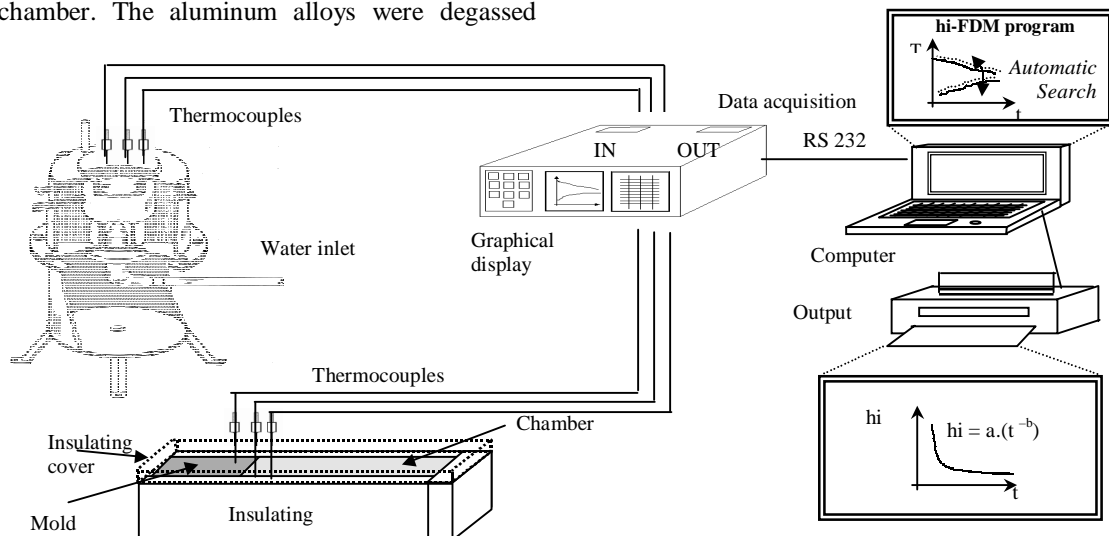 chamber. The aluminum alloys were degassed
hi-FDM program
T
Automatic
Search
t
Thermocouples
Data acquisition
RS 232
IN OUT
Water inlet
Graphical
display
Computer
Output
Thermocouples
Chamber
Insulating
cover
hi
hi = a.(t –b)
t
Mold
Insulating